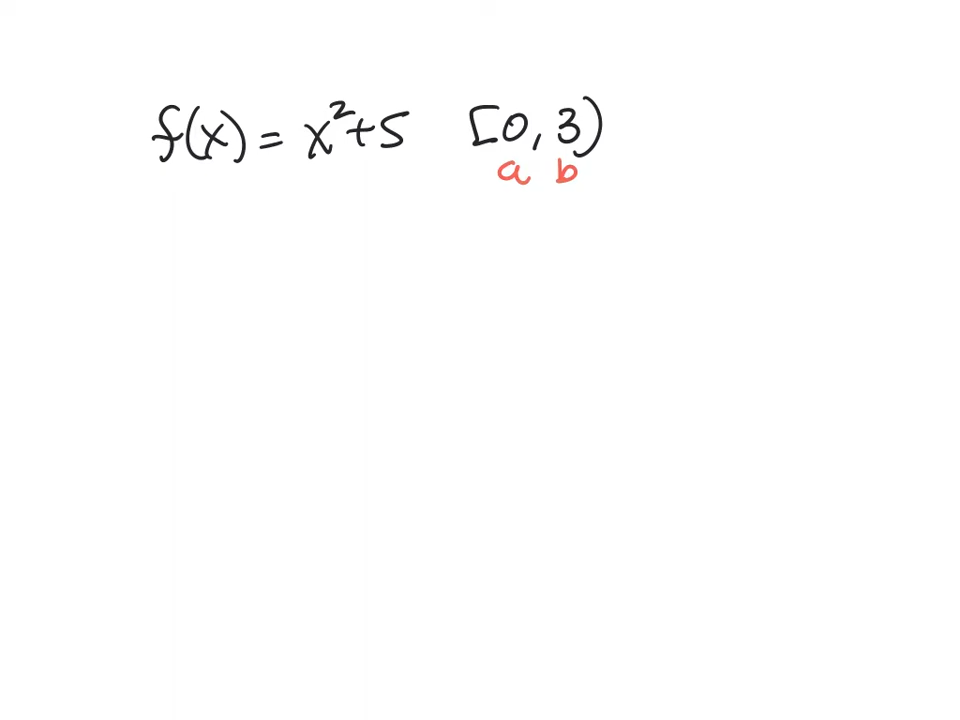 f(x) = x²+5 [0, 3)
a b